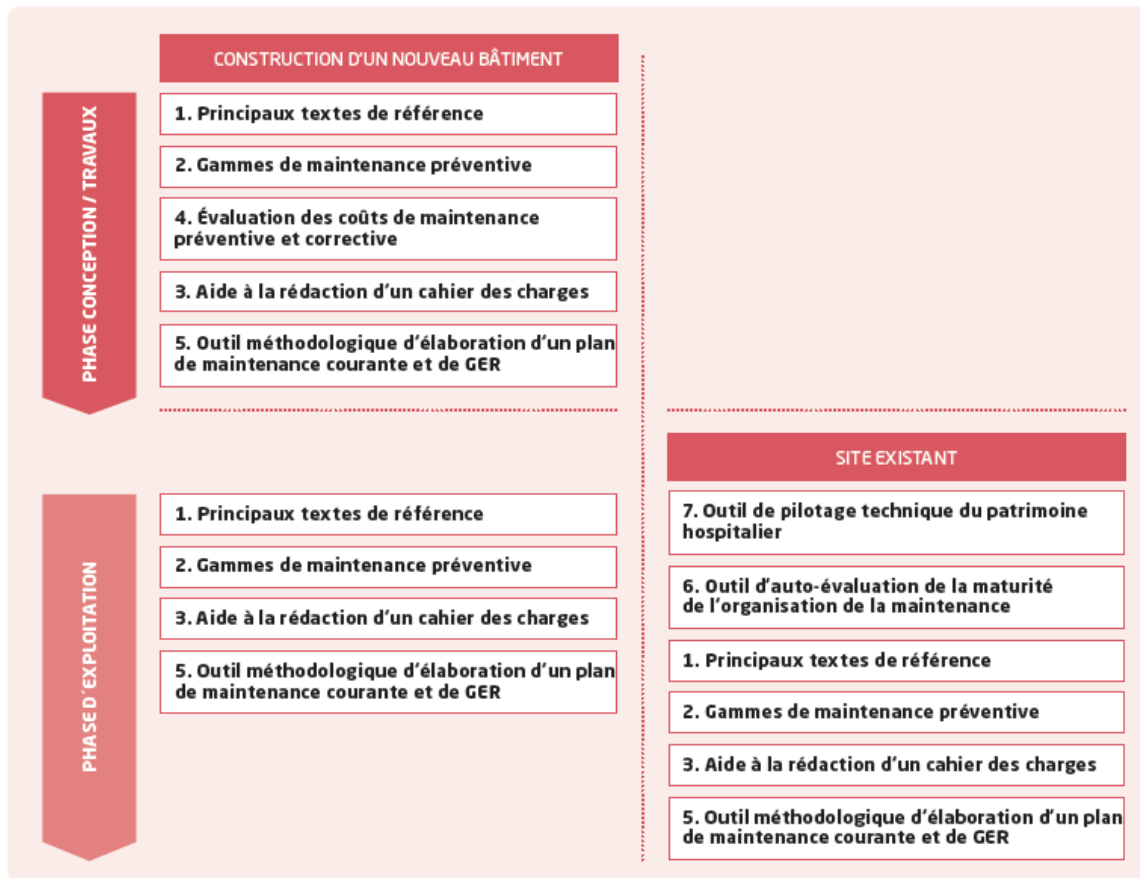 CONSTRUCTION D'UN NOUVEAU BÂTIMENT
PHASE CONCEPTION / TRAVAUX
1. Principaux textes de référence
2. Gammes de maintenance préventive
4. Évaluation des coûts de maintenance
préventive et corrective
3. Aide à la rédaction d'un cahier des charges
5. Outil méthodologique d'élaboration d'un plan
de maintenance courante et de GER
PHASE D'EXPLOITATION
1. Principaux textes de référence
2. Gammes de maintenance préventive
3. Aide à la rédaction d'un cahier des charges
5. Outil méthodologique d'élaboration d'un plan
de maintenance courante et de GER
SITE EXISTANT
7. Outil de pilotage technique du patrimoine
hospitalier
6. Outil d'auto-évaluation de la maturité
de l'organisation de la maintenance
1. Principaux textes de référence
2. Gammes de maintenance préventive
3. Aide à la rédaction d'un cahier des charges
5. Outil méthodologique d'élaboration d'un plan
de maintenance courante et de GER